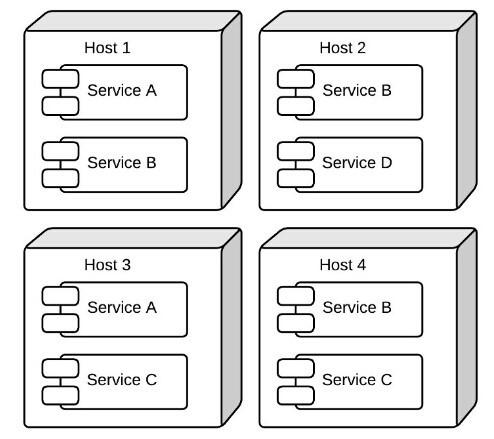 Host 1
Service A
Service B
Host 2
Service B
Service D
Host 3
Service A
Service C
Host 4
Service B
Service C